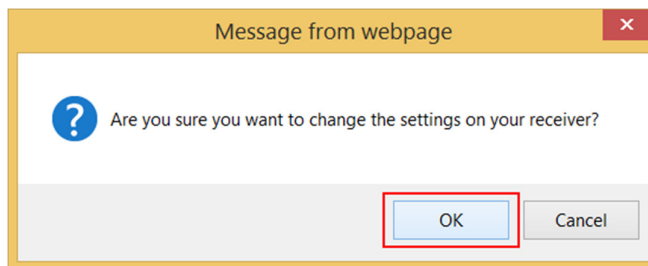 Message from webpage
Are you sure you want to change the settings on your receiver?
OK
Cancel